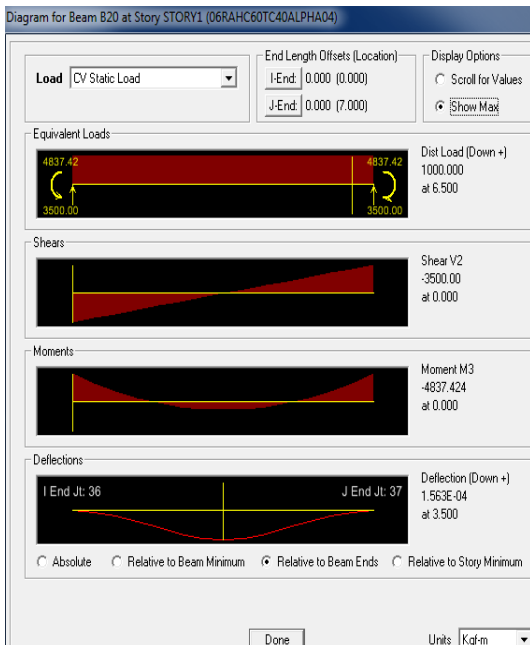 Diagram for Beam B20 at Story STORY1 (06RAHC60TC40ALPHA04)
Load CV Static Load
End Length Offsets (Location)
I-End: 0.000 (0.000)
J-End: 0.000 (7.000)
Display Options
Scroll for Values
Show Max
Equivalent Loads
4837.42 4837.42
3500.00 3500.00
Dist Load (Down +)
1000.000
at 6.500
Shears
Shear V2
-3500.00
at 0.000
Moments
Moment M3
-4837.424
at 0.000
Deflections
I End Jt: 36 J End Jt: 37
Deflection (Down +)
1.563E-04
at 3.500
Absolute Relative to Beam Minimum Relative to Beam Ends Relative to Story Minimum
Done Units Kgf-m